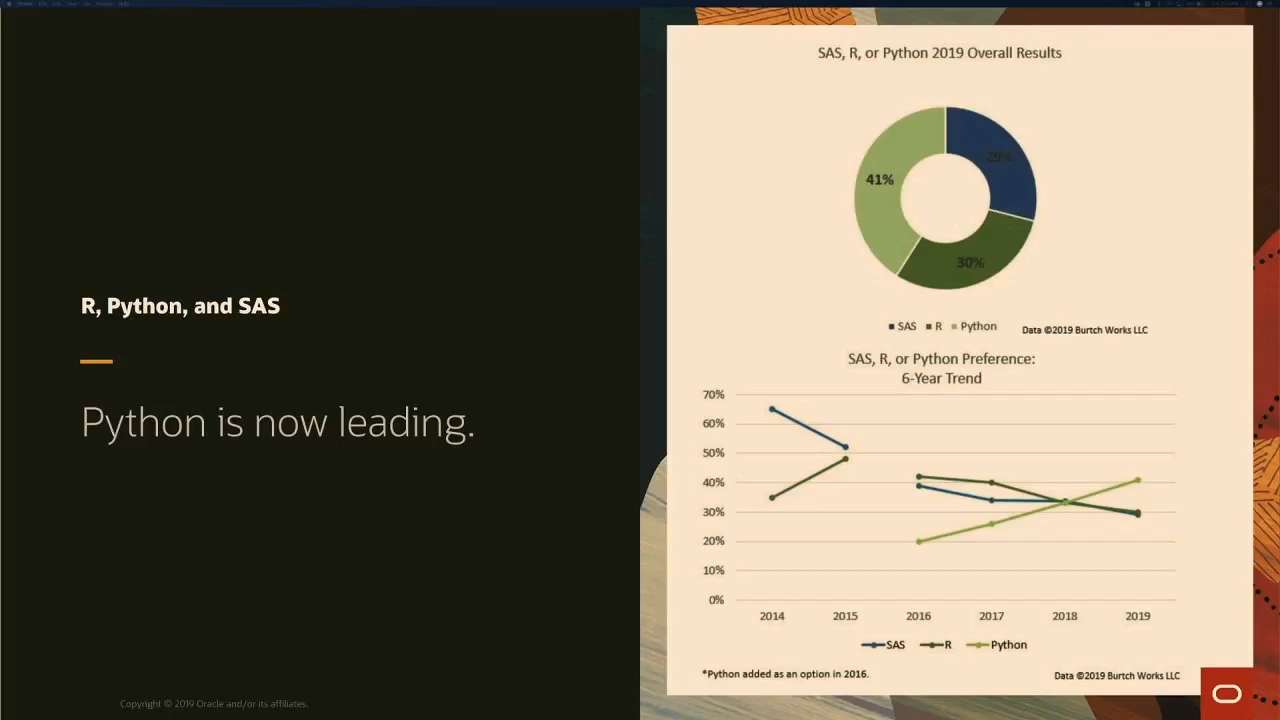 R, Python, and SAS
Python is now leading.
Copyright © 2019 Oracle and/or its affiliates.
SAS, R, or Python 2019 Overall Results
41%
29%
30%
SAS R Python
Data ©2019 Burtch Works LLC
SAS, R, or Python Preference:
6-Year Trend
70%
60%
50%
40%
30%
20%
10%
0%
2014 2015 2016 2017 2018 2019
SAS R Python
*Python added as an option in 2016.
Data ©2019 Burtch Works LLC